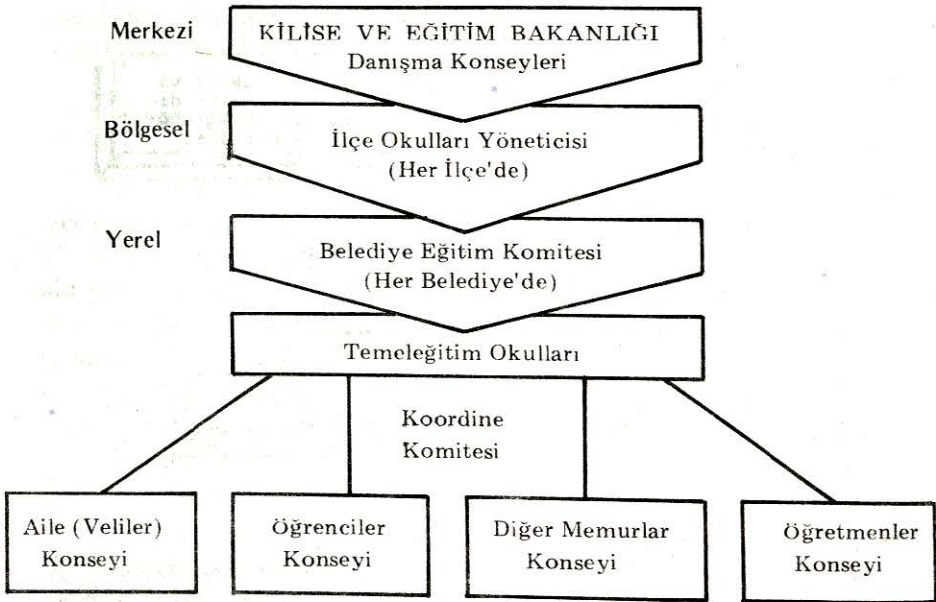 Merkezi
KİLİSE VE EĞİTİM BAKANLIĞI
Danışma Konseyleri
Bölgesel
İlçe Okulları Yöneticisi
(Her İlçe'de)
Yerel
Belediye Eğitim Komitesi
(Her Belediye'de)
Temeleğitim Okulları
Koordine
Komitesi
Aile (Veliler)
Konseyi
Öğrenciler
Konseyi
Diğer Memurlar
Konseyi
Öğretmenler
Konseyi